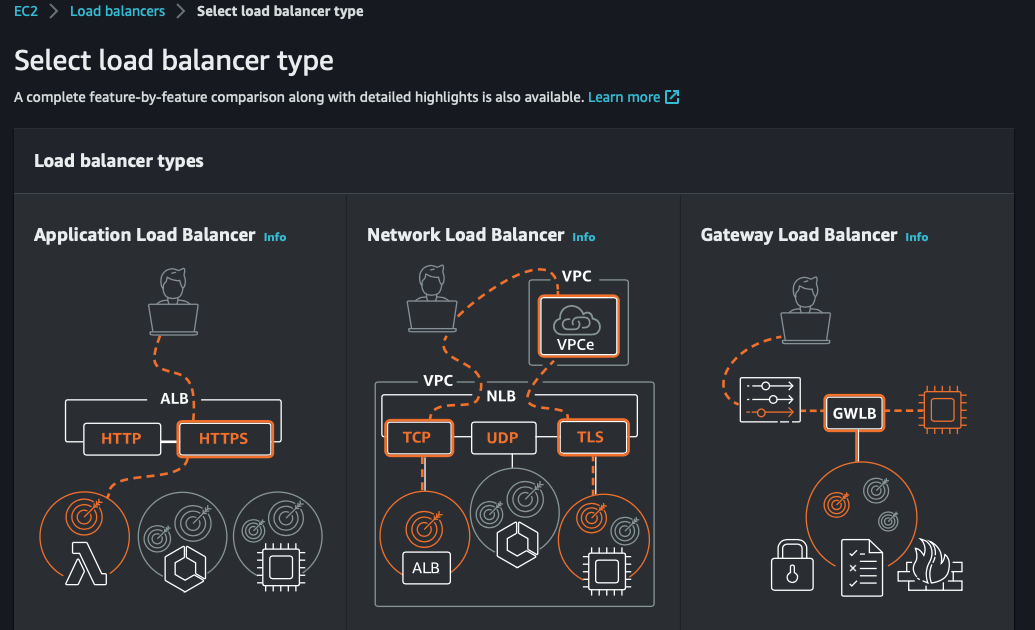 EC2 > Load balancers > Select load balancer type
Select load balancer type
A complete feature-by-feature comparison along with detailed highlights is also available. Learn more
Load balancer types
Application Load Balancer Info
ALB
HTTP
HTTPS
Network Load Balancer Info
VPC
VPCe
VPC
NLB
TCP
UDP
TLS
ALB
Gateway Load Balancer Info
GWLB